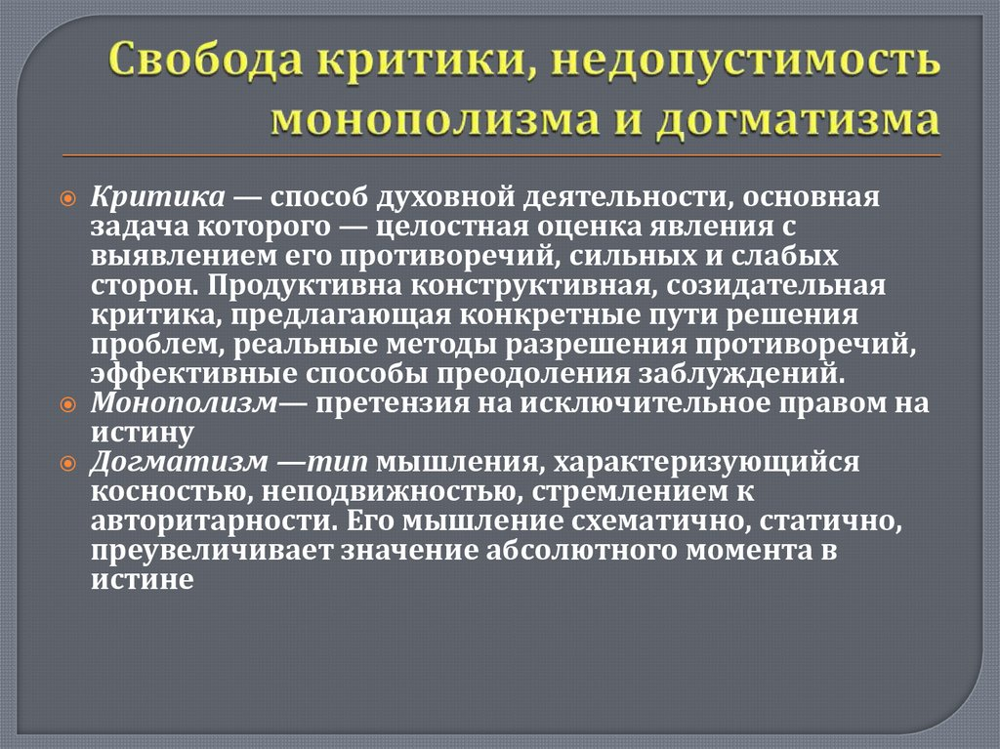 Свобода критики, недопустимость
монополизма и догматизма
Критика — способ духовной деятельности, основная
задача которого — целостная оценка явления с
выявлением его противоречий, сильных и слабых
сторон. Продуктивна конструктивная, созидательная
критика, предлагающая конкретные пути решения
проблем, реальные методы разрешения противоречий,
эффективные способы преодоления заблуждений.
Монополизм— претензия на исключительное правом на
истину
Догматизм —тип мышления, характеризующийся
косностью, неподвижностью, стремлением к
авторитарности. Его мышление схематично, статично,
преувеличивает значение абсолютного момента в
истине